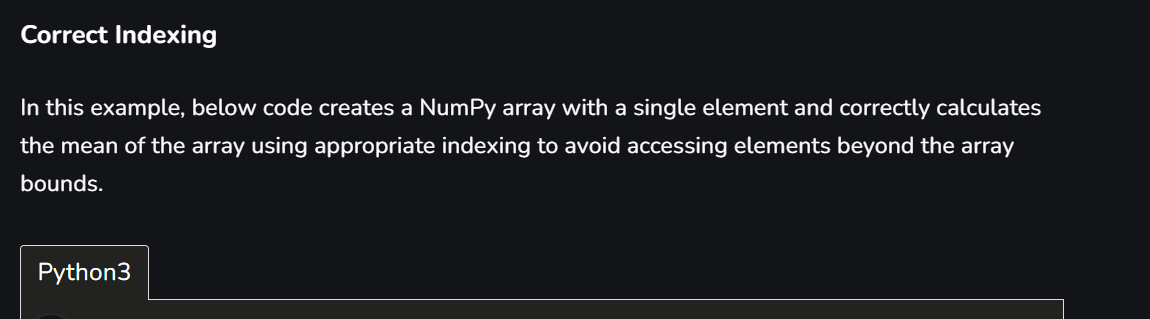 Correct Indexing
In this example, below code creates a NumPy array with a single element and correctly calculates
the mean of the array using appropriate indexing to avoid accessing elements beyond the array
bounds.
Python3